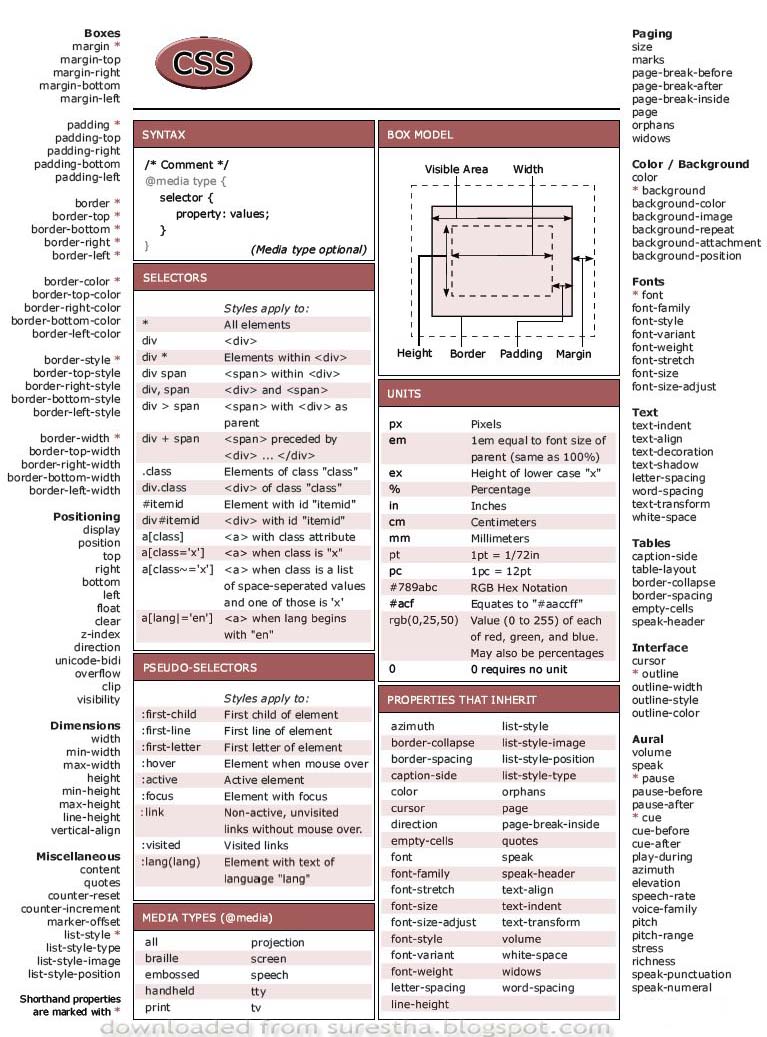 Boxes
margin *
margin-top
margin-right
margin-bottom
margin-left
padding *
padding-top
padding-right
padding-bottom
padding-left
border *
border-top *
border-bottom *
border-right *
border-left *
border-color *
border-top-color
border-right-color
border-bottom-color
border-left-color
border-style *
border-top-style
border-right-style
border-bottom-style
border-left-style
border-width *
border-top-width
border-right-width
border-bottom-width
border-left-width
Positioning
display
position
top
right
bottom
left
float
clear
z-index
direction
unicode-bidi
overflow
clip
visibility
Dimensions
width
min-width
max-width
height
min-height
max-height
line-height
vertical-align
Miscellaneous
content
quotes
counter-reset
counter-increment
marker-offset
list-style *
list-style-type
list-style-image
list-style-position
Shorthand properties
are marked with *
CSS
SYNTAX
/* Comment */
@media type {
selector {
property: values;
}
}
(Media type optional)
SELECTORS
Styles apply to:
* All elements
div <div>
div * Elements within <div>
div span <span> within <div>
div, span <div> and <span>
div > span <span> with <div> as
parent
div + span <span> preceded by
<div> ... </div>
.class Elements of class "class"
div.class <div> of class "class"
#itemid Element with id "itemid"
div#itemid <div> with id "itemid"
a[class] <a> with class attribute
a[class='x'] <a> when class is "x"
a[class~='x'] <a> when class is a list
of space-seperated values
and one of those is 'x'
a[lang|='en'] <a> when lang begins
with "en"
PSEUDO-SELECTORS
Styles apply to:
:first-child First child of element
:first-line First line of element
:first-letter First letter of element
:hover Element when mouse over
:active Active element
:focus Element with focus
:link Non-active, unvisited
links without mouse over.
:visited Visited links
:lang(lang) Element with text of
language "lang"
MEDIA TYPES (@media)
all projection
braille screen
embossed speech
handheld tty
print tv
BOX MODEL
Visible Area Width
Height Border Padding Margin
UNITS
px Pixels
em 1em equal to font size of
parent (same as 100%)
ex Height of lower case "x"
% Percentage
in Inches
cm Centimeters
mm Millimeters
pt 1pt = 1/72in
pc 1pc = 12pt
#789abc RGB Hex Notation
#acf Equates to "#aaccff"
rgb(0,25,50) Value (0 to 255) of each
of red, green, and blue.
May also be percentages
0 0 requires no unit
PROPERTIES THAT INHERIT
azimuth list-style
border-collapse list-style-image
border-spacing list-style-position
caption-side list-style-type
color orphans
cursor page
direction page-break-inside
empty-cells quotes
font speak
font-family speak-header
font-stretch text-align
font-size text-indent
font-size-adjust text-transform
font-style volume
font-variant white-space
font-weight widows
letter-spacing word-spacing
line-height
Paging
size
marks
page-break-before
page-break-after
page-break-inside
page
orphans
widows
Color / Background
color
* background
background-color
background-image
background-repeat
background-attachment
background-position
Fonts
* font
font-family
font-style
font-variant
font-weight
font-stretch
font-size
font-size-adjust
Text
text-indent
text-align
text-decoration
text-shadow
letter-spacing
word-spacing
text-transform
white-space
Tables
caption-side
table-layout
border-collapse
border-spacing
empty-cells
speak-header
Interface
cursor
* outline
outline-width
outline-style
outline-color
Aural
volume
speak
* pause
pause-before
pause-after
* cue
cue-before
cue-after
play-during
azimuth
elevation
speech-rate
voice-family
pitch
pitch-range
stress
richness
speak-punctuation
speak-numeral
downloaded from surestha.blogspot.com